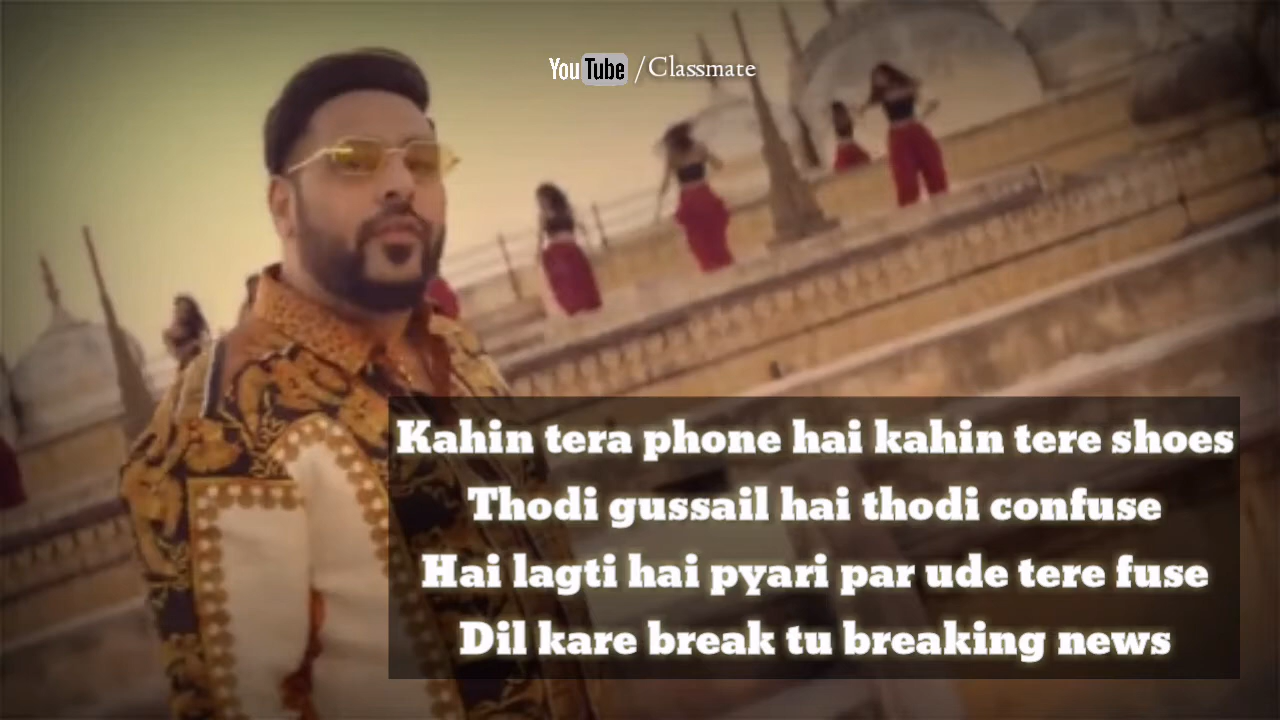 YouTube /Classmate
Kahin tera phone hai kahin tere shoes
Thodi gussail hai thodi confuse
Hai lagti hai pyari par ude tere fuse
Dil kare break tu breaking news